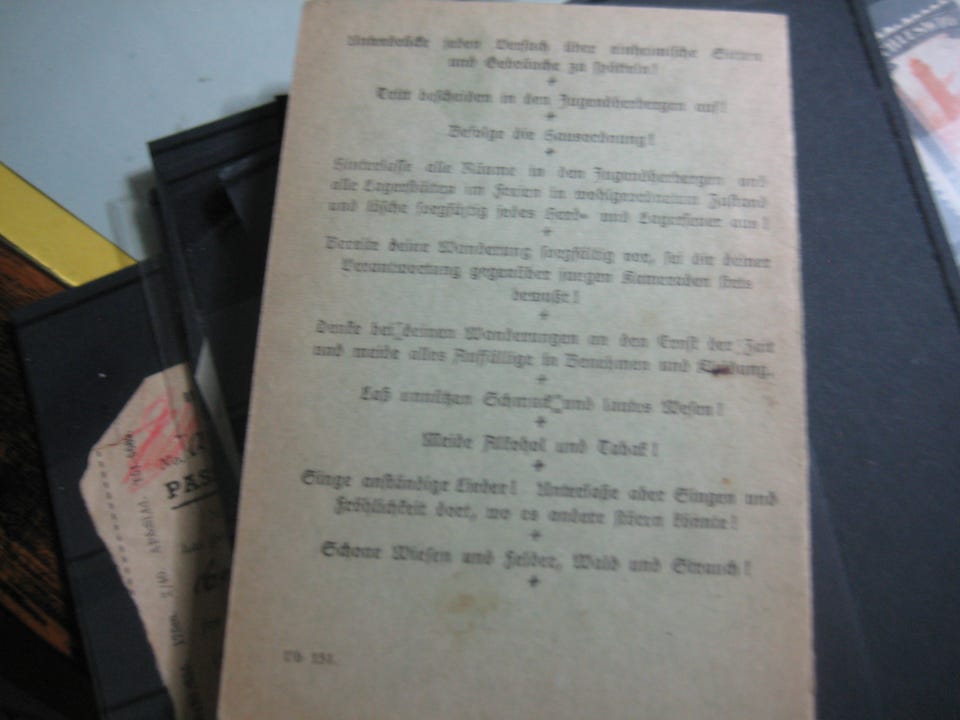 Unterdrücke jeden Versuch über einheimische Sitten
und Gebräuche zu spötteln!
Tritt bescheiden in den Jugendherbergen auf!
Befolge die Hausordnung!
Hinterlasse alle Räume in den Jugendherbergen und
alle Lagerstätten im Freien in wohlgeordnetem Zustand
und lösche sorgfältig jedes Herd- und Lagerfeuer aus!
Bereite deine Wanderung sorgfältig vor, sei dir deiner
Verantwortung gegenüber jungen Kameraden stets
bewußt!
Denke bei deinen Wanderungen an den Ernst der Zeit
und meide alles Auffällige in Benehmen und Kleidung.
Laß unnützen Schmuck und lautes Wesen!
Meide Alkohol und Tabak!
Singe anständige Lieder! Unterlasse aber Singen und
Fröhlichkeit dort, wo es andere stören könnte!
Schone Wiesen und Felder, Wald und Strauch!
PAS